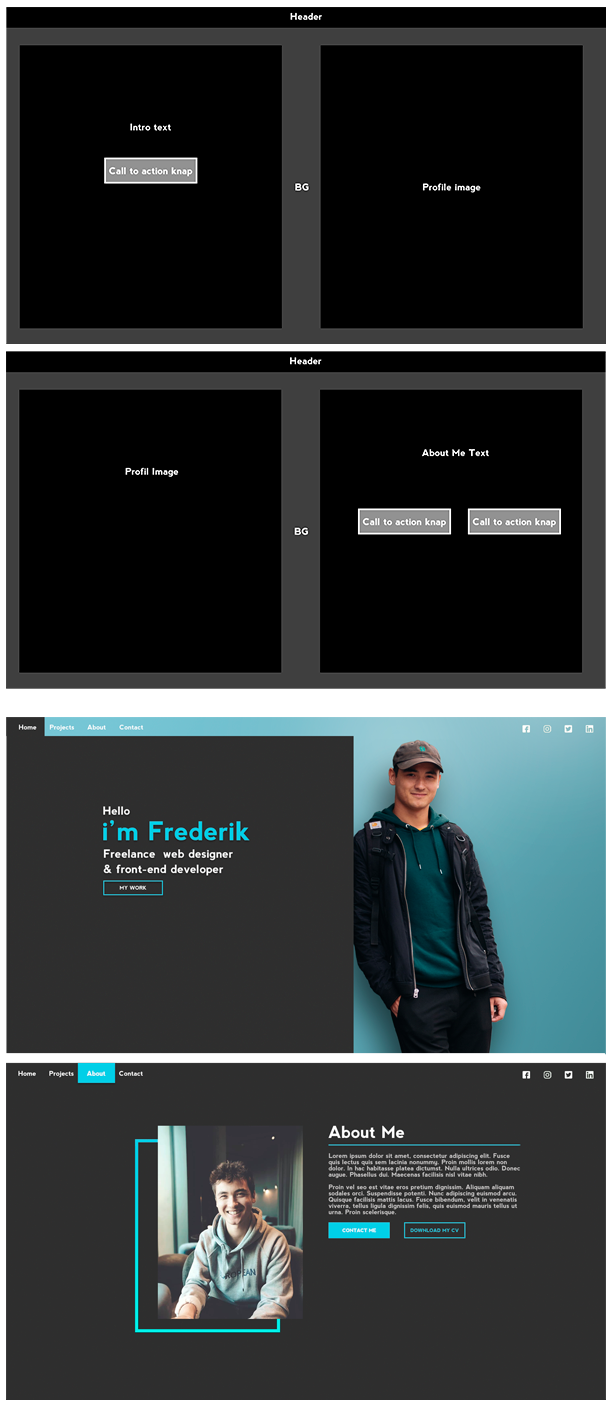 Header
Intro text
Call to action knap
BG
Profile image
Header
Profil Image
BG
About Me Text
Call to action knap
Call to action knap
Home Projects About Contact
Hello
i'm Frederik
Freelance web designer
& front-end developer
MY WORK
Home Projects About Contact
About Me
Lorem ipsum dolor sit amet, consectetur adipiscing elit. Fusce
quis lectus quis sem lacinia nonummy. Proin mollis lorem non
dolor. In hac habitasse platea dictumst. Nulla ultrices odio. Donec
augue. Phasellus dui. Maecenas facilisis nisl vitae nibh.
Proin vel seo est vitae eros pretium dignissim. Aliquam aliquam
sodales orci. Suspendisse potenti. Nunc adipiscing euismod arcu.
Quisque facilisis mattis lacus. Fusce bibendum, velit in venenatis
viverra, tellus ligula dignissim felis, quis euismod mauris tellus ut
urna. Proin scelerisque.
CONTACT ME
DOWNLOAD MY CV